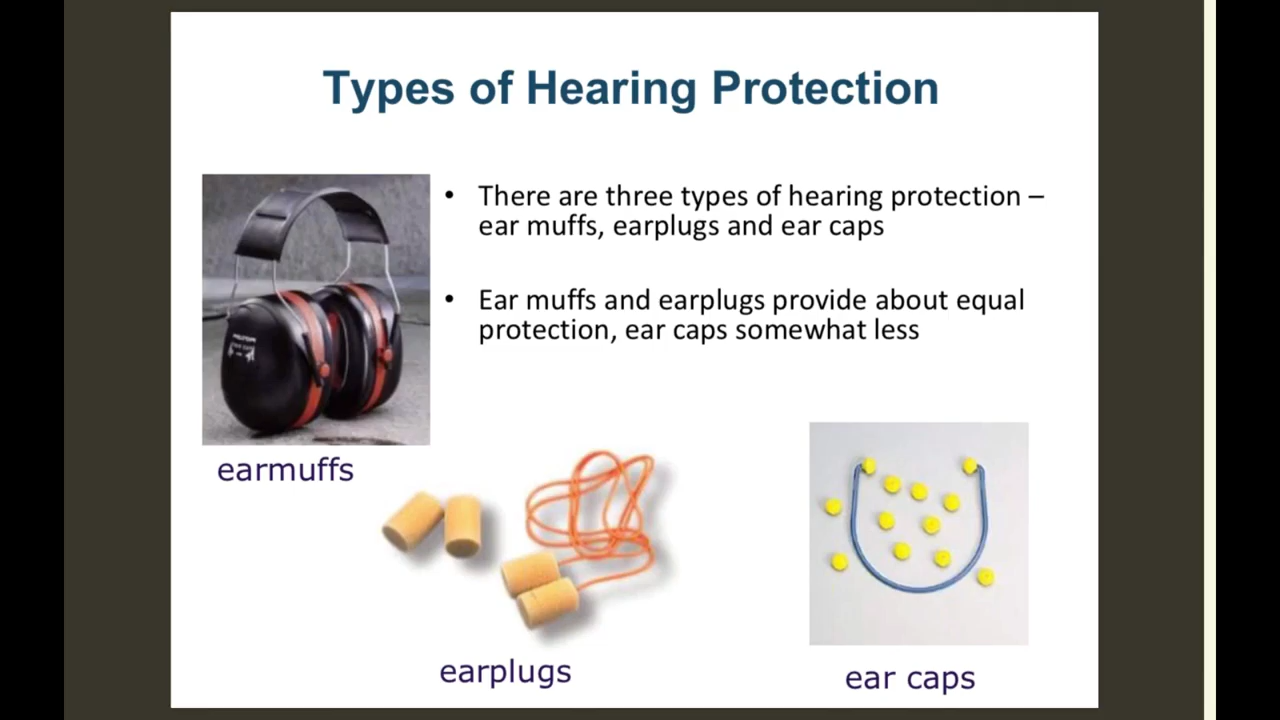 Types of Hearing Protection
• There are three types of hearing protection –
ear muffs, earplugs and ear caps
• Ear muffs and earplugs provide about equal
protection, ear caps somewhat less
earmuffs
earplugs
ear caps